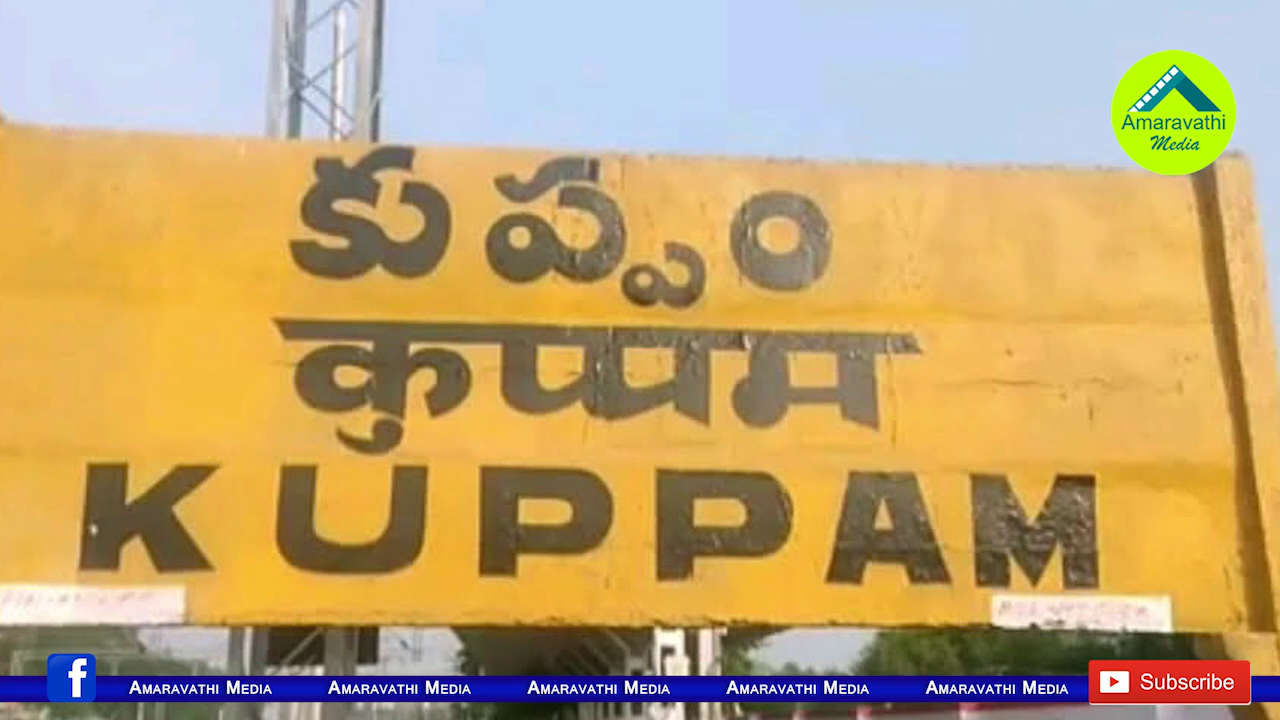 Amaravathi
Media
కుప్పం
कुप्पम
KUPPAM
f AMARAVATHI MEDIA AMARAVATHI MEDIA AMARAVATHI MEDIA AMARAVATHI MEDIA AMARAVATHI MEDIA Subscribe